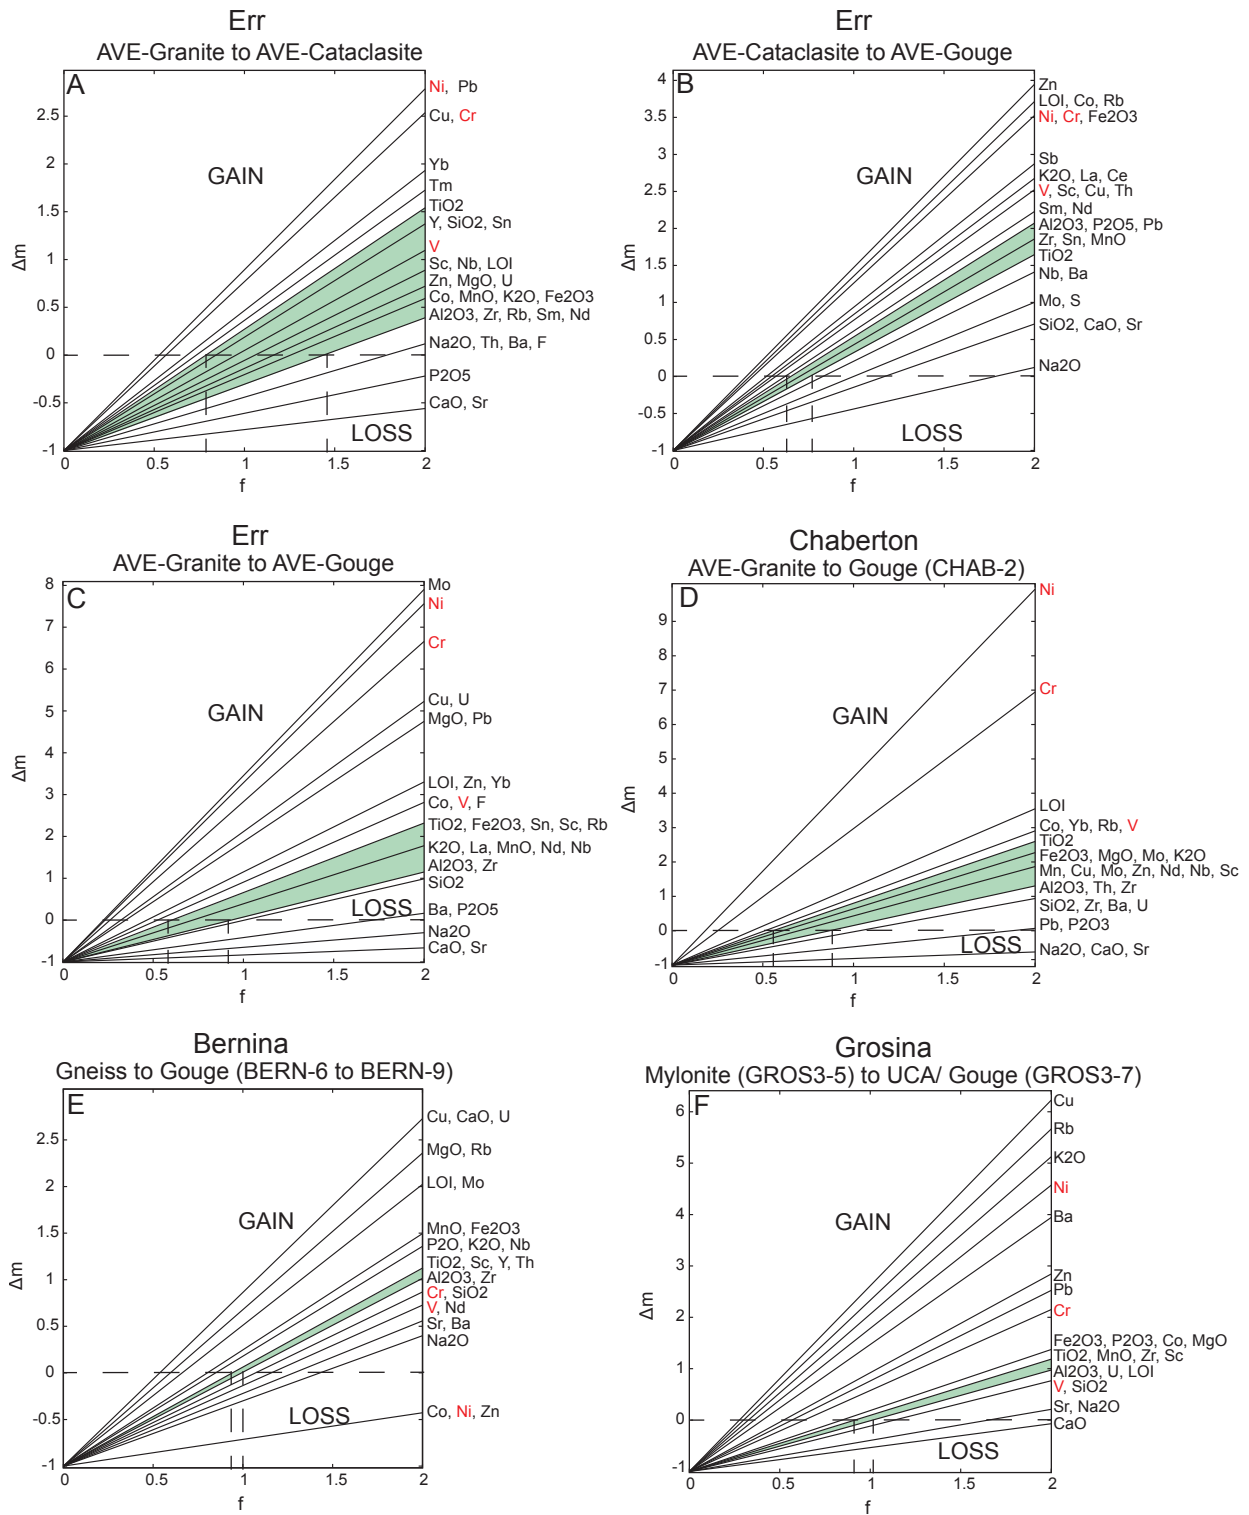 Err
AVE-Granite to AVE-Cataclasite
A
2.5
2
1.5
1
0.5
0
-0.5
-1
Δm
0
0.5
1
1.5
2
f
GAIN
LOSS
Ni, Pb
Cu, Cr
Yb
Tm
TiO2
Y, SiO2, Sn
V
Sc, Nb, LOI
Zn, MgO, U
Co, MnO, K2O, Fe2O3
Al2O3, Zr, Rb, Sm, Nd
Na2O, Th, Ba, F
P2O5
CaO, Sr
Err
AVE-Cataclasite to AVE-Gouge
B
4
3.5
3
2.5
2
1.5
1
0.5
0
-0.5
-1
Δm
0
0.5
1
1.5
2
f
GAIN
LOSS
Zn
LOI, Co, Rb
Ni, Cr, Fe2O3
Sb
K2O, La, Ce
V, Sc, Cu, Th
Sm, Nd
Al2O3, P2O5, Pb
Zr, Sn, MnO
TiO2
Nb, Ba
Mo, S
SiO2, CaO, Sr
Na2O
Err
AVE-Granite to AVE-Gouge
C
8
7
6
5
4
3
2
1
0
-1
Δm
0
0.5
1
1.5
2
f
GAIN
LOSS
Mo
Ni
Cr
Cu, U
MgO, Pb
LOI, Zn, Yb
Co, V, F
TiO2, Fe2O3, Sn, Sc, Rb
K2O, La, MnO, Nd, Nb
Al2O3, Zr
SiO2
Ba, P2O5
Na2O
CaO, Sr
Chaberton
AVE-Granite to Gouge (CHAB-2)
D
9
7
6
5
4
3
2
1
0
-1
Δm
0
0.5
1
1.5
2
f
GAIN
LOSS
Ni
Cr
LOI
Co, Yb, Rb, V
TiO2
Fe2O3, MgO, Mo, K2O
Mn, Cu, Mo, Zn, Nd, Nb, Sc
Al2O3, Th, Zr
SiO2, Zr, Ba, U
Pb, P2O3
Na2O, CaO, Sr
Bernina
Gneiss to Gouge (BERN-6 to BERN-9)
E
2.5
2
1.5
1
0.5
0
-0.5
-1
Δm
0
0.5
1
1.5
2
f
GAIN
LOSS
Cu, CaO, U
MgO, Rb
LOI, Mo
MnO, Fe2O3
P2O, K2O, Nb
TiO2, Sc, Y, Th
Al2O3, Zr
Cr, SiO2
V, Nd
Sr, Ba
Na2O
Co, Ni, Zn
Grosina
Mylonite (GROS3-5) to UCA/ Gouge (GROS3-7)
F
6
5
4
3
2
1
0
-1
Δm
0
0.5
1
1.5
2
f
GAIN
LOSS
Cu
Rb
K2O
Ni
Ba
Zn
Pb
Cr
Fe2O3, P2O3, Co, MgO
TiO2, MnO, Zr, Sc
Al2O3, U, LOI
V, SiO2
Sr, Na2O
CaO